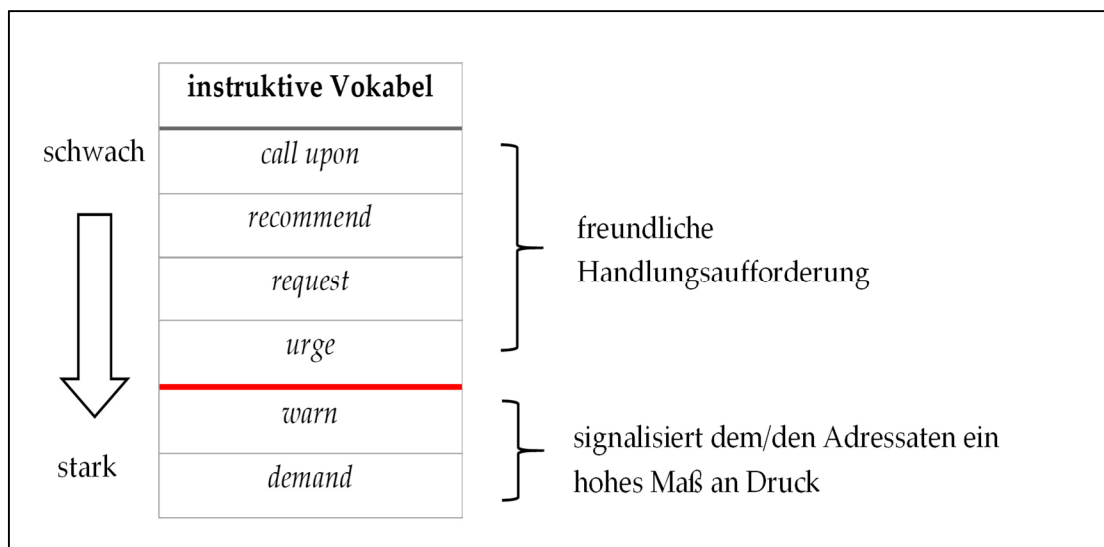 instruktive Vokabel
schwach
call upon
recommend
request
urge
warn
demand
stark
freundliche
Handlungsaufforderung
signalisiert dem/den Adressaten ein
hohes Maß an Druck